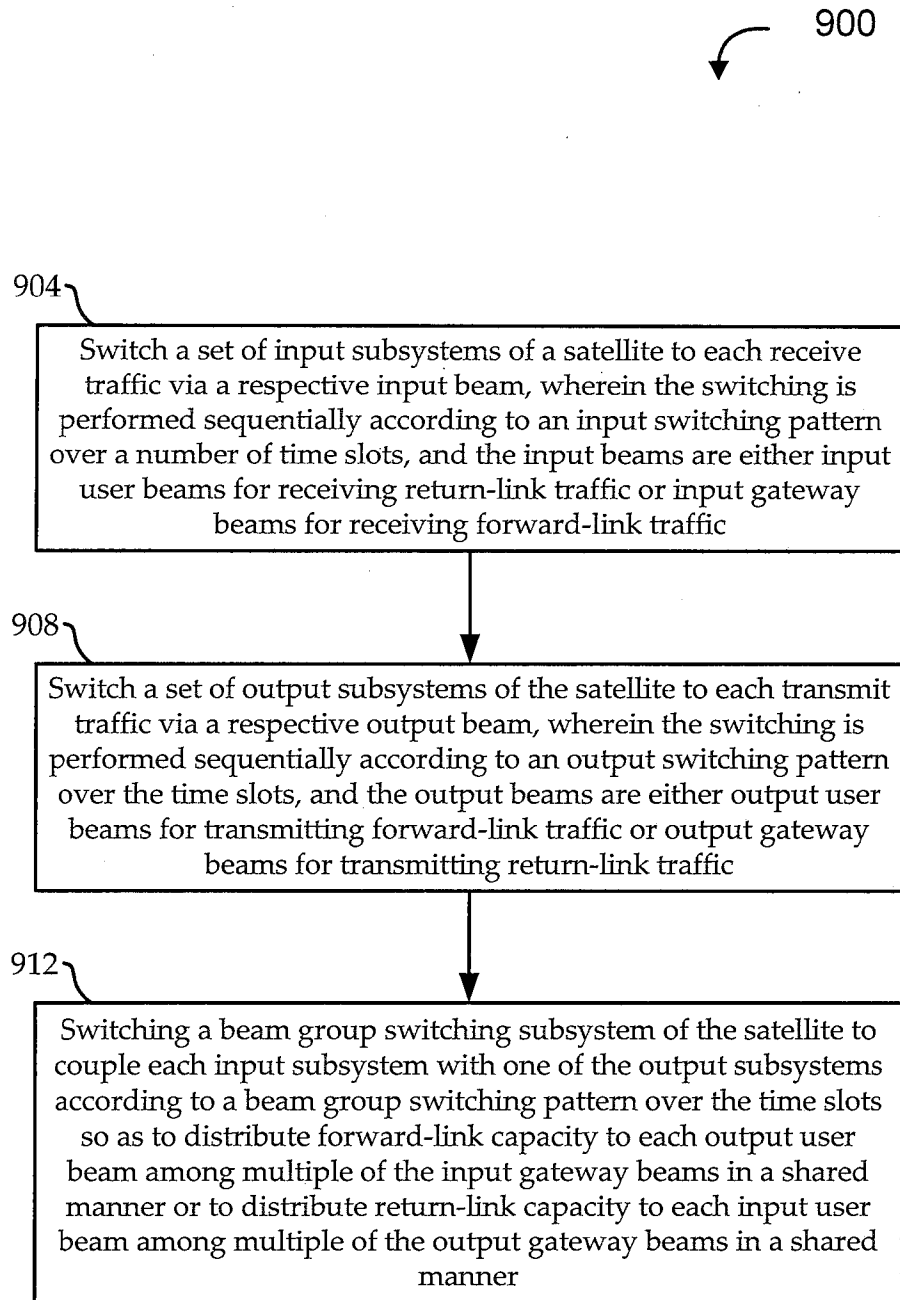 900
904
Switch a set of input subsystems of a satellite to each receive
traffic via a respective input beam, wherein the switching is
performed sequentially according to an input switching pattern
over a number of time slots, and the input beams are either input
user beams for receiving return-link traffic or input gateway
beams for receiving forward-link traffic
908
Switch a set of output subsystems of the satellite to each transmit
traffic via a respective output beam, wherein the switching is
performed sequentially according to an output switching pattern
over the time slots, and the output beams are either output user
beams for transmitting forward-link traffic or output gateway
beams for transmitting return-link traffic
912
Switching a beam group switching subsystem of the satellite to
couple each input subsystem with one of the output subsystems
according to a beam group switching pattern over the time slots
so as to distribute forward-link capacity to each output user
beam among multiple of the input gateway beams in a shared
manner or to distribute return-link capacity to each input user
beam among multiple of the output gateway beams in a shared
manner